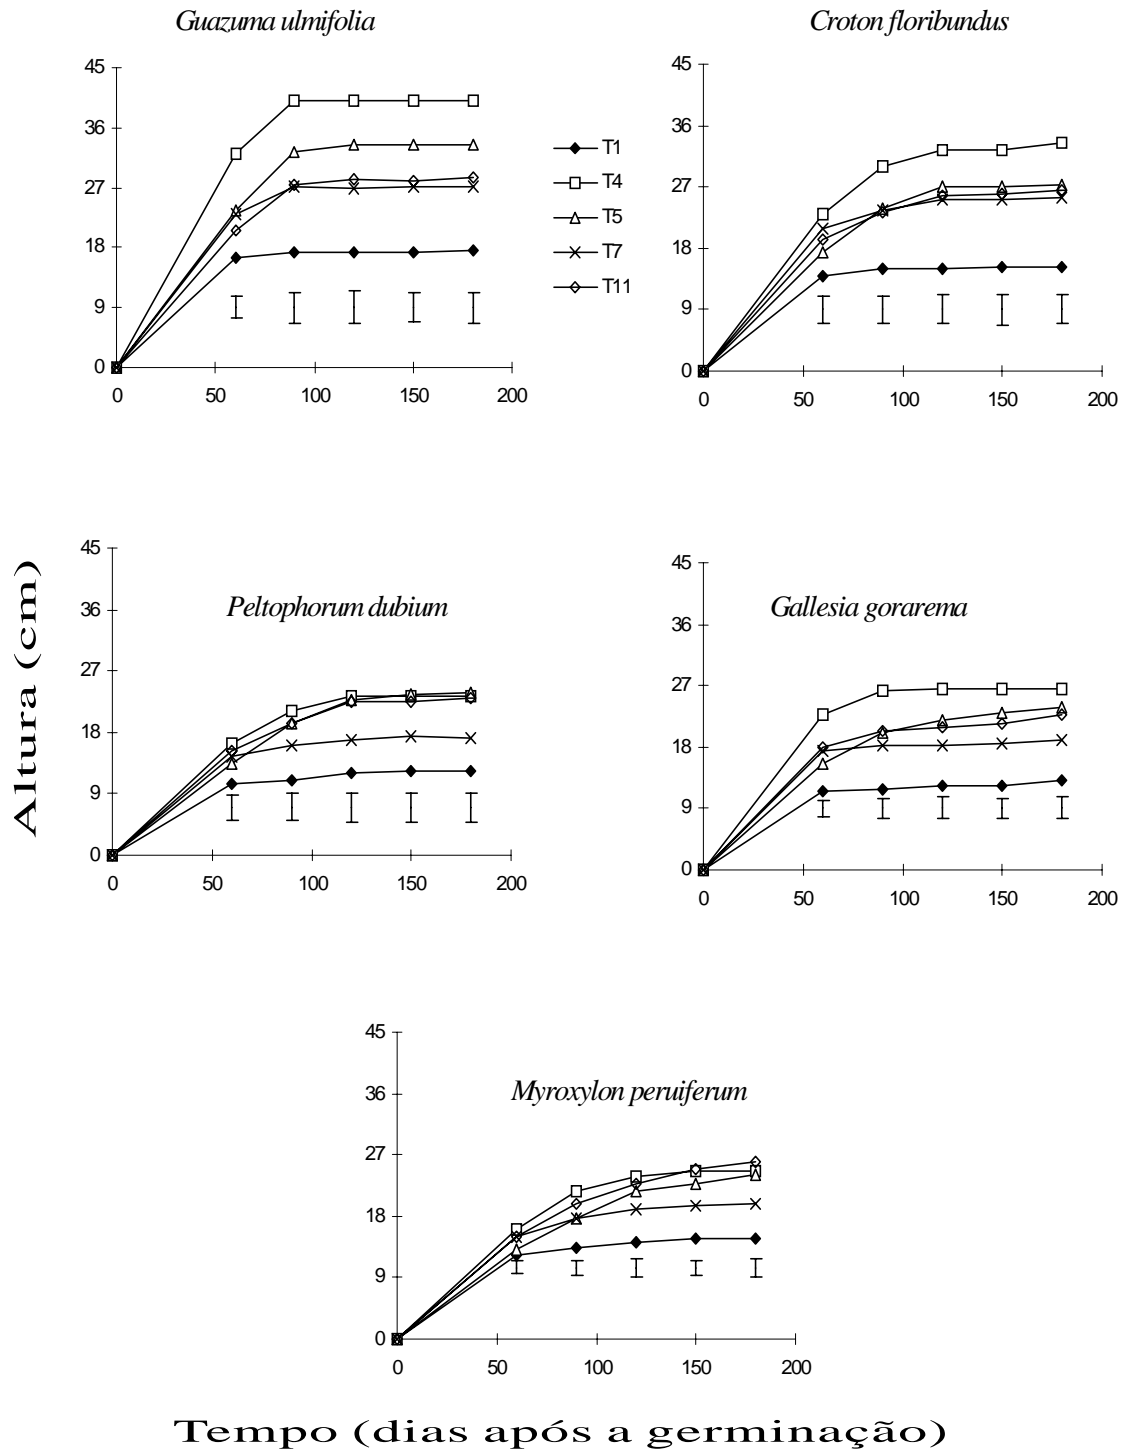 Guazuma ulmifolia
45
36
27
18
9
0
0 50 100 150 200
T1
T4
T5
T7
T11
Croton floribundus
45
36
27
18
9
0
0 50 100 150 200
Altura (cm)
Peltophorum dubium
45
36
27
18
9
0
0 50 100 150 200
Gallesia gorarema
45
36
27
18
9
0
0 50 100 150 200
Myroxylon peruiferum
45
36
27
18
9
0
0 50 100 150 200
Tempo (dias após a germinação)